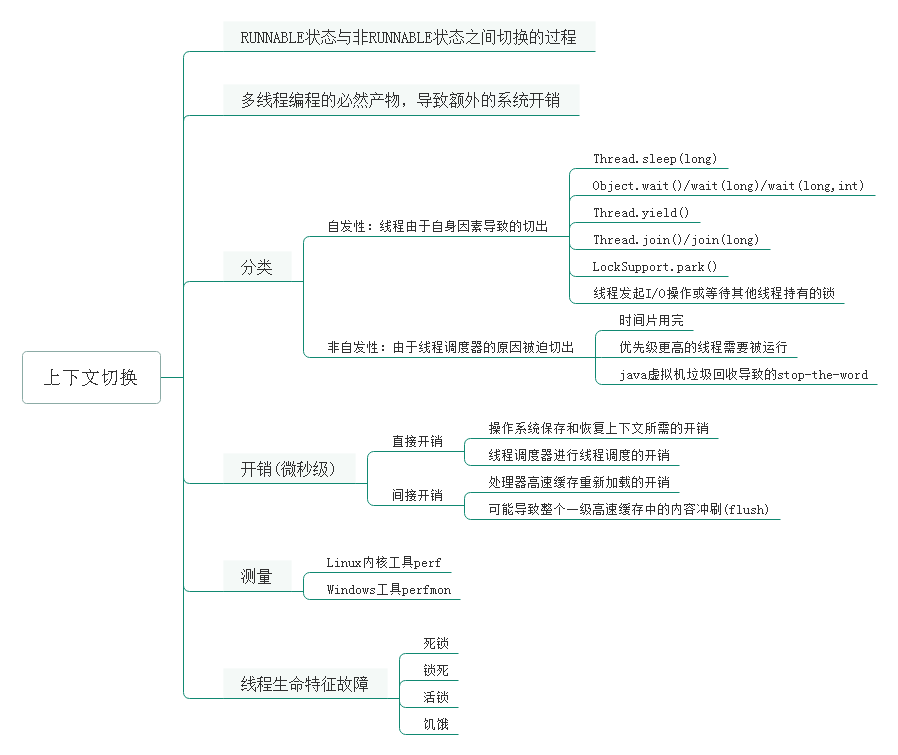 RUNNABLE状态与非RUNNABLE状态之间切换的过程
多线程编程的必然产物，导致额外的系统开销
Thread.sleep(long)
Object.wait()/wait(long)/wait(long,int)
自发性：线程由于自身因素导致的切出
Thread.yield()
Thread.join()/join(long)
LockSupport.park()
线程发起I/O操作或等待其他线程持有的锁
分类
非自发性：由于线程调度器的原因被迫切出
时间片用完
优先级更高的线程需要被运行
java虚拟机垃圾回收导致的stop-the-word
上下文切换
开销(微秒级)
直接开销
操作系统保存和恢复上下文所需的开销
线程调度器进行线程调度的开销
间接开销
处理器高速缓存重新加载的开销
可能导致整个一级高速缓存中的内容冲刷(flush)
测量
Linux内核工具perf
Windows工具perfmon
线程生命特征故障
死锁
锁死
活锁
饥饿